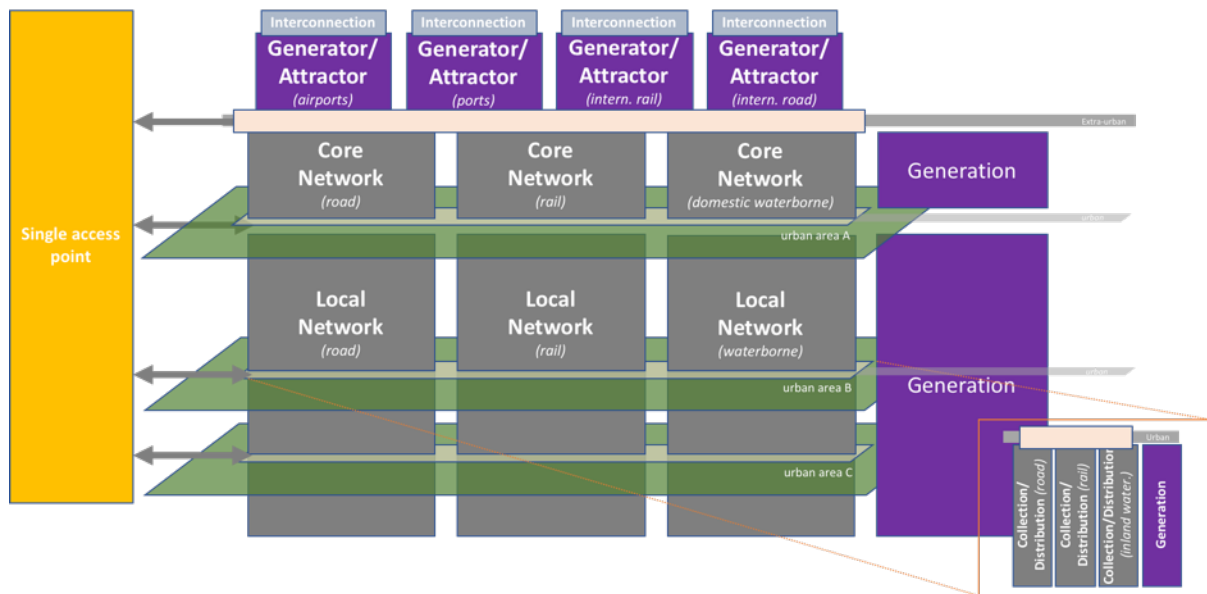 Interconnection
Generator/
Attractor
(airports)
Interconnection
Generator/
Attractor
(ports)
Interconnection
Generator/
Attractor
(intern. rail)
Interconnection
Generator/
Attractor
(intern. road)
Extra-urban
Single access
point
Core
Network
(road)
Core
Network
(rail)
Core
Network
(domestic waterborne)
Generation
urban
urban area A
Local
Network
(road)
Local
Network
(rail)
Local
Network
(waterborne)
Generation
urban
urban area B
urban area C
Urban
Collection/
Distribution (road)
Collection/
Distribution (rail)
Collection/Distribution
(inland water.)
Generation